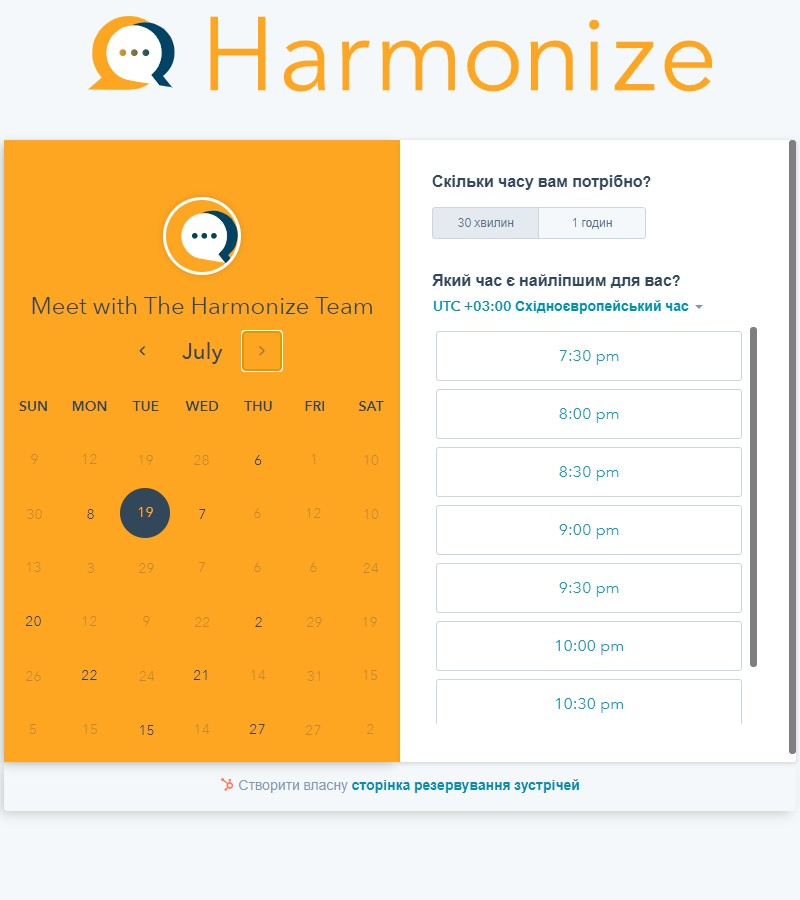 Harmonize
Meet with The Harmonize Team
July
SUN MON TUE WED THU FRI SAT
9 12 19 28 6 1 10
30 8 19 7 6 12 10
13 3 29 7 6 6 24
20 12 9 22 2 29 19
26 22 24 21 14 31 15
5 15 15 14 27 27 2
Скільки часу вам потрібно?
30 хвилин 1 годин
Який час є найліпшим для вас?
UTC +03:00 Східноєвропейський час
7:30 pm
8:00 pm
8:30 pm
9:00 pm
9:30 pm
10:00 pm
10:30 pm
Створити власну сторінка резервування зустрічей